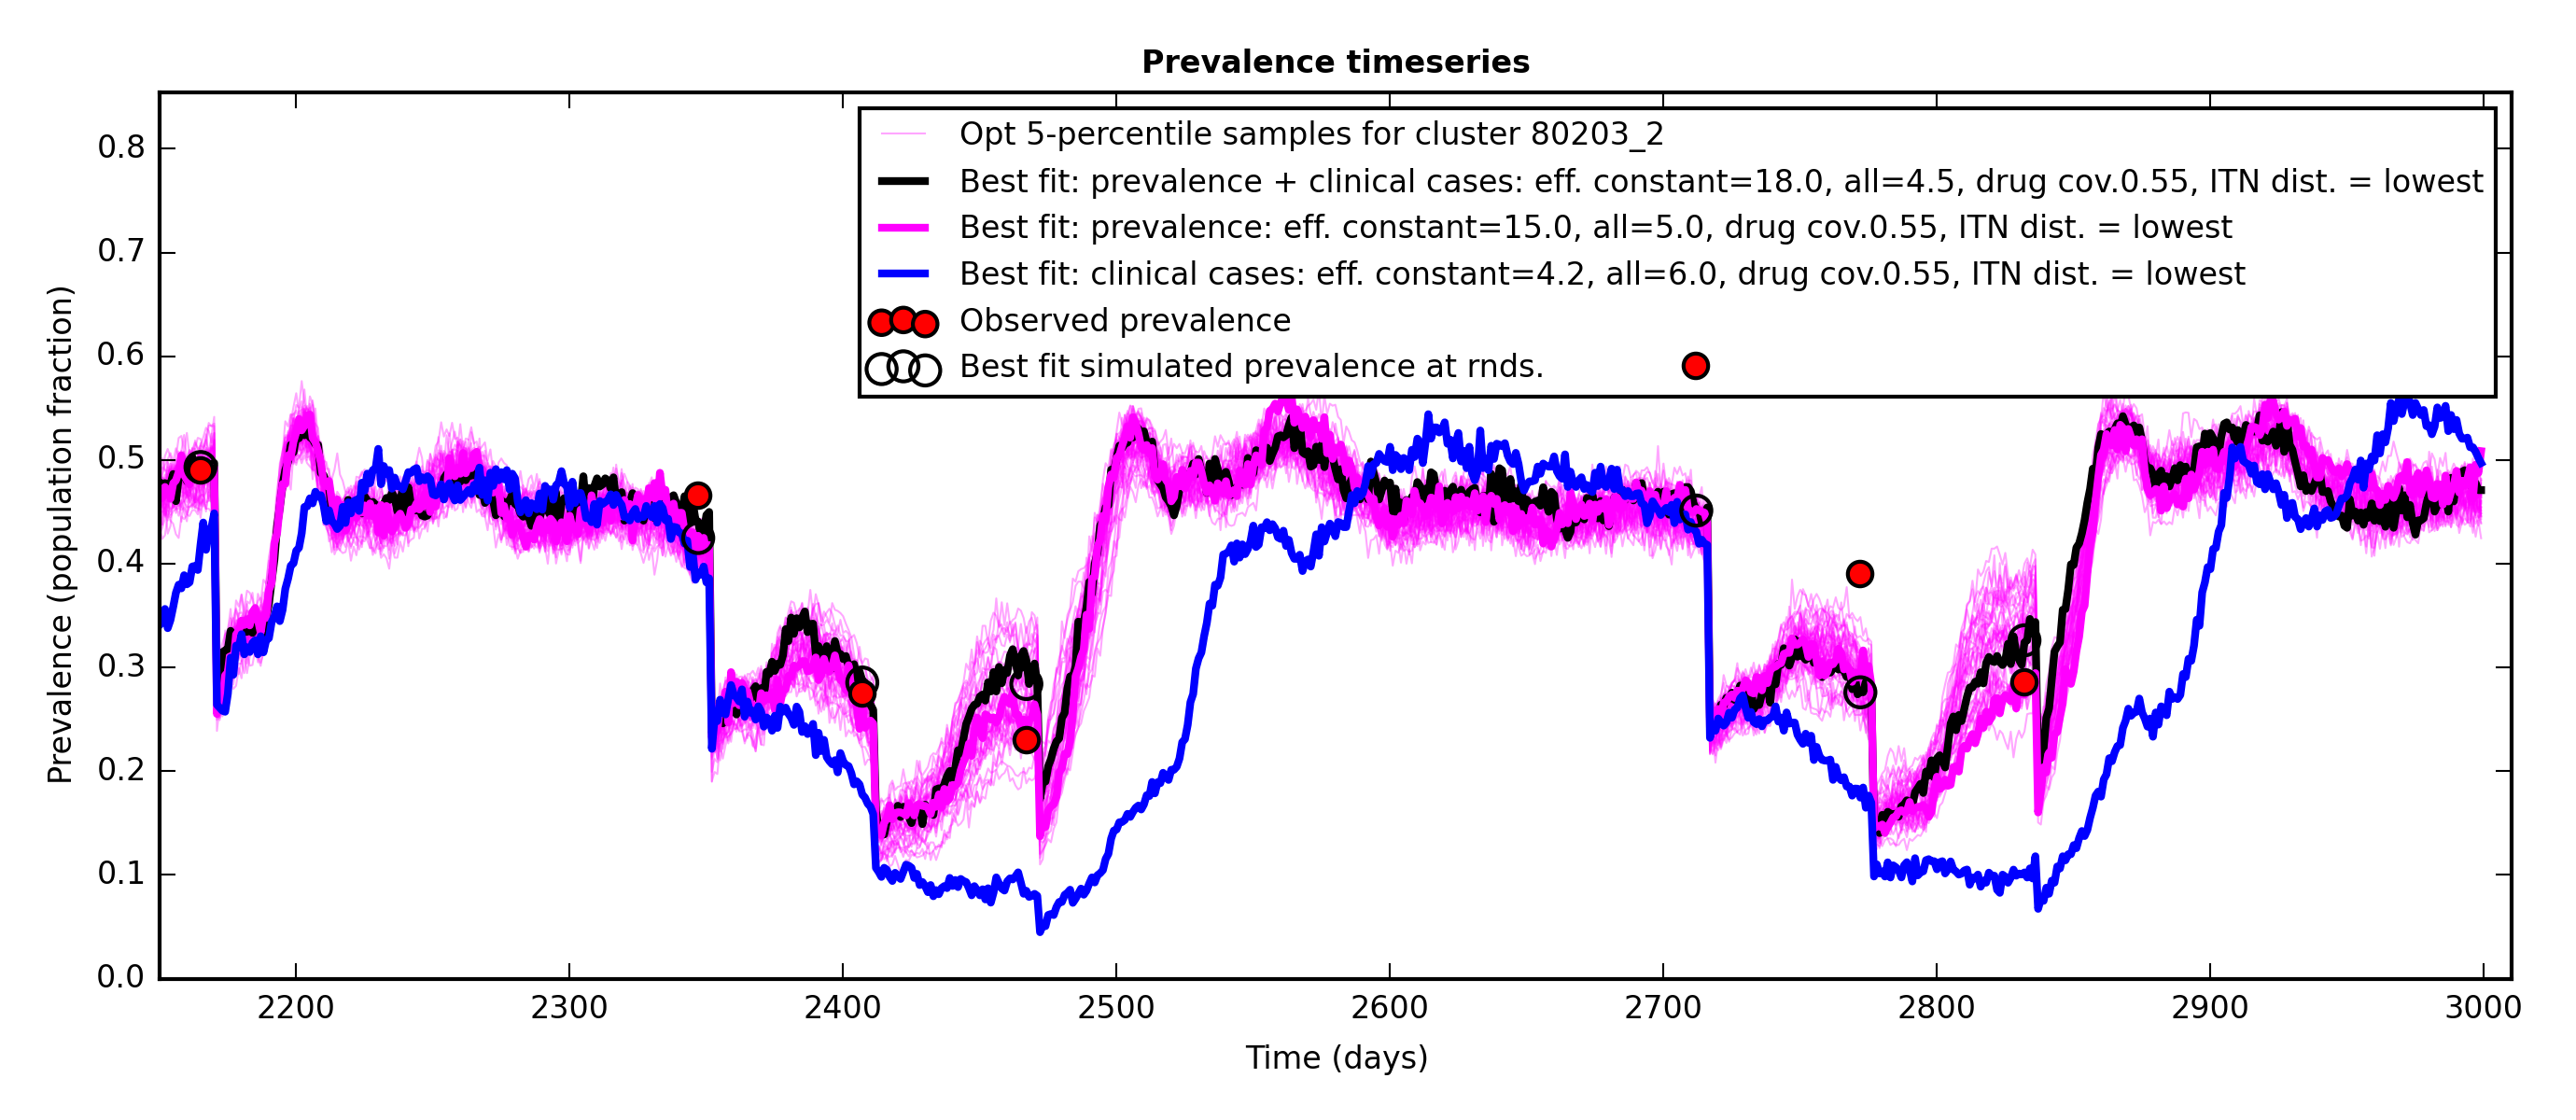 Prevalence timeseries
Opt 5-percentile samples for cluster 80203_2
Best fit: prevalence + clinical cases: eff. constant=18.0, all=4.5, drug cov.0.55, ITN dist. = lowest
Best fit: prevalence: eff. constant=15.0, all=5.0, drug cov.0.55, ITN dist. = lowest
Best fit: clinical cases: eff. constant=4.2, all=6.0, drug cov.0.55, ITN dist. = lowest
Observed prevalence
Best fit simulated prevalence at rnds.
Prevalence (population fraction)
0.8
0.7
0.6
0.5
0.4
0.3
0.2
0.1
0.0
2200 2300 2400 2500 2600 2700 2800 2900 3000
Time (days)